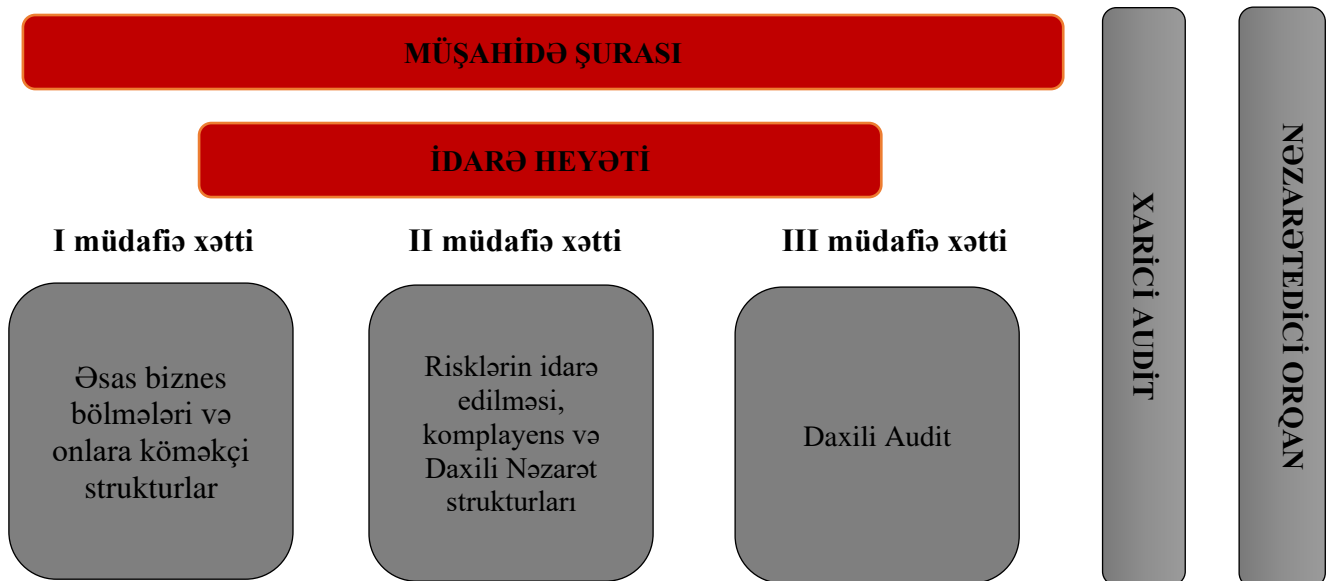 MÜŞAHİDƏ ŞURASI
İDARƏ HEYƏTİ
I müdafiə xətti
II müdafiə xətti
III müdafiə xətti
Əsas biznes
bölmələri və
onlara köməkçi
strukturlar
Risklərin idarə
edilməsi,
komplayens və
Daxili Nəzarət
strukturları
Daxili Audit
XARİCİ AUDİT
NƏZARƏTEDİCİ ORQAN